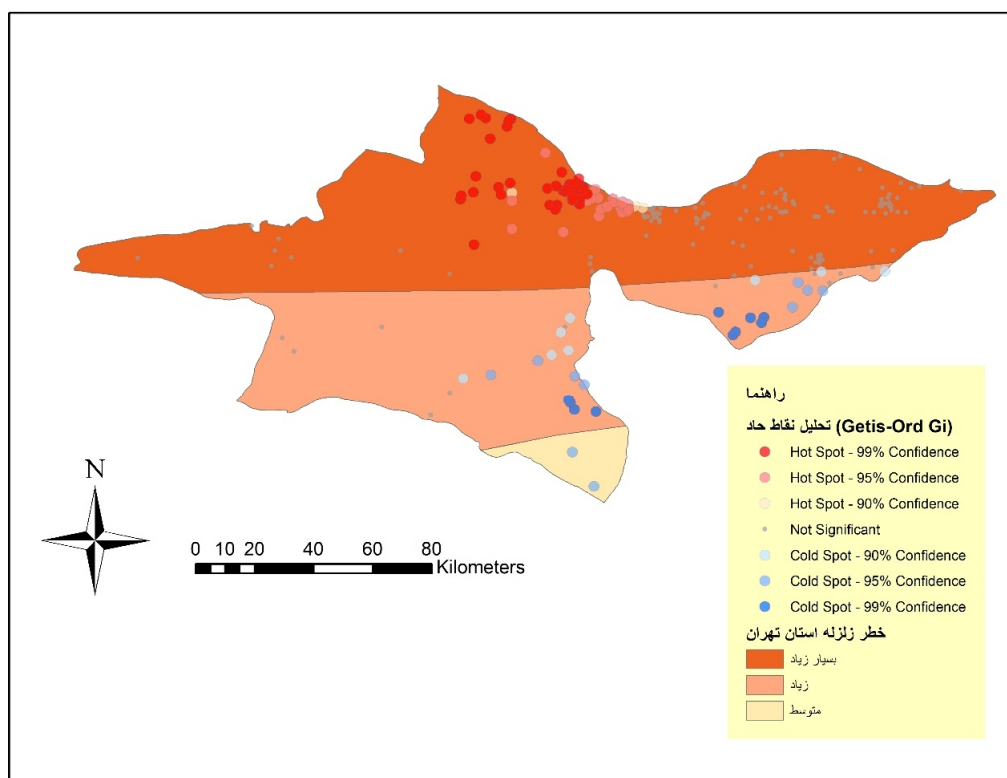 N
0 10 20 40 60 80
Kilometers
راهنما
تحلیل نقاط حاد (Getis-Ord Gi)
Hot Spot - 99% Confidence
Hot Spot - 95% Confidence
Hot Spot - 90% Confidence
Not Significant
Cold Spot - 90% Confidence
Cold Spot - 95% Confidence
Cold Spot - 99% Confidence
خطر زلزله استان تهران
بسیار زیاد
زیاد
متوسط